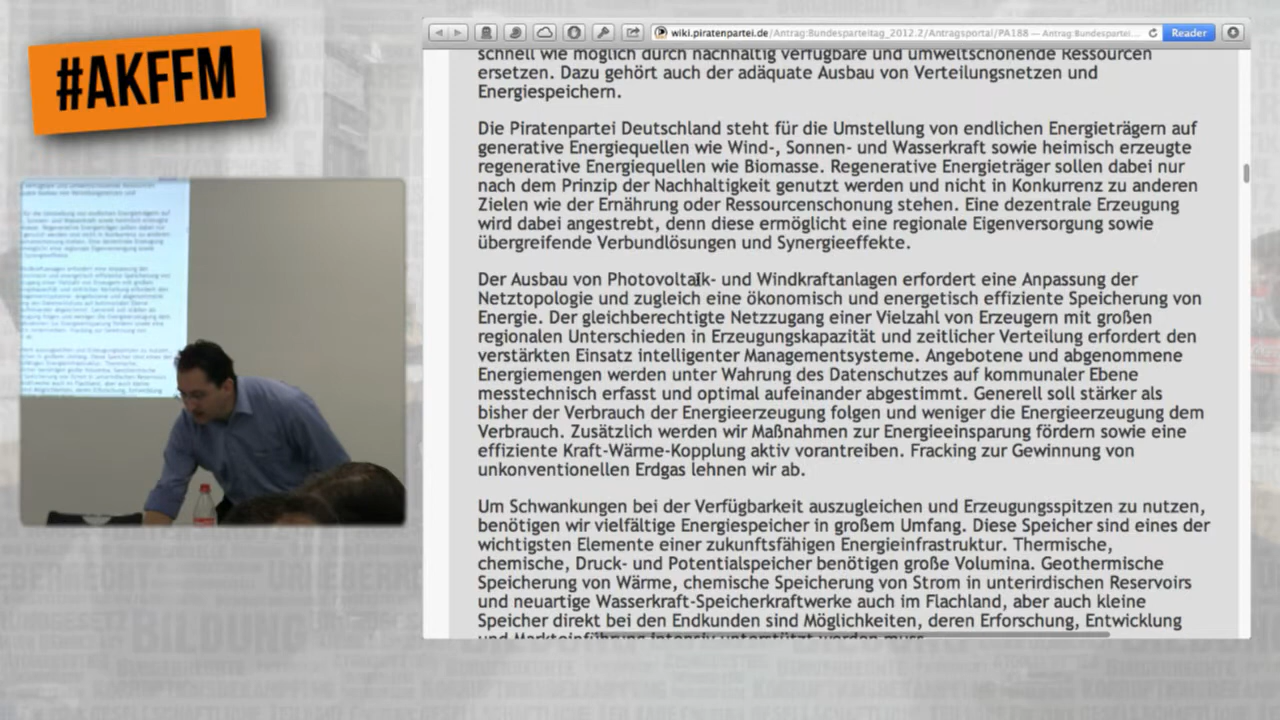 #AKFFM
wiki.piratenpartei.de/Antrag:Bundesparteitag_2012.2/Antragsportal/PA188 — Antrag:Bundespartei...
Reader
schnell wie möglich durch nachhaltig verfügbare und umweltschonende Ressourcen
ersetzen. Dazu gehört auch der adäquate Ausbau von Verteilungsnetzen und
Energiespeichern.
Die Piratenpartei Deutschland steht für die Umstellung von endlichen Energieträgern auf
generative Energiequellen wie Wind-, Sonnen- und Wasserkraft sowie heimisch erzeugte
regenerative Energiequellen wie Biomasse. Regenerative Energieträger sollen dabei nur
nach dem Prinzip der Nachhaltigkeit genutzt werden und nicht in Konkurrenz zu anderen
Zielen wie der Ernährung oder Ressourcenschonung stehen. Eine dezentrale Erzeugung
wird dabei angestrebt, denn diese ermöglicht eine regionale Eigenversorgung sowie
übergreifende Verbundlösungen und Synergieeffekte.
Der Ausbau von Photovoltaik- und Windkraftanlagen erfordert eine Anpassung der
Netztopologie und zugleich eine ökonomisch und energetisch effiziente Speicherung von
Energie. Der gleichberechtigte Netzzugang einer Vielzahl von Erzeugern mit großen
regionalen Unterschieden in Erzeugungskapazität und zeitlicher Verteilung erfordert den
verstärkten Einsatz intelligenter Managementsysteme. Angebotene und abgenommene
Energiemengen werden unter Wahrung des Datenschutzes auf kommunaler Ebene
messtechnisch erfasst und optimal aufeinander abgestimmt. Generell soll stärker als
bisher der Verbrauch der Energieerzeugung folgen und weniger die Energieerzeugung dem
Verbrauch. Zusätzlich werden wir Maßnahmen zur Energieeinsparung fördern sowie eine
effiziente Kraft-Wärme-Kopplung aktiv vorantreiben. Fracking zur Gewinnung von
unkonventionellen Erdgas lehnen wir ab.
Um Schwankungen bei der Verfügbarkeit auszugleichen und Erzeugungsspitzen zu nutzen,
benötigen wir vielfältige Energiespeicher in großem Umfang. Diese Speicher sind eines der
wichtigsten Elemente einer zukunftsfähigen Energieinfrastruktur. Thermische,
chemische, Druck- und Potentialspeicher benötigen große Volumina. Geothermische
Speicherung von Wärme, chemische Speicherung von Strom in unterirdischen Reservoirs
und neuartige Wasserkraft-Speicherkraftwerke auch im Flachland, aber auch kleine
Speicher direkt bei den Endkunden sind Möglichkeiten, deren Erforschung, Entwicklung
und Markteinführung intensiv unterstützt werden muss.
BILDUNG